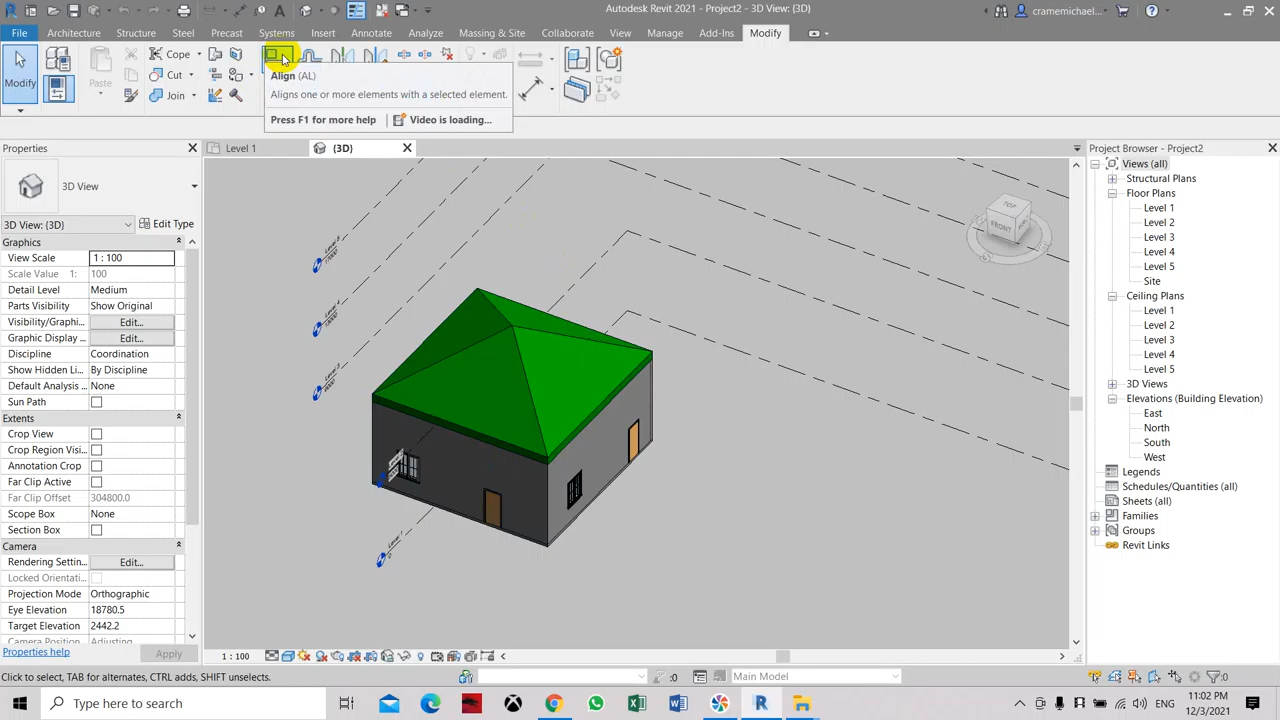 Autodesk Revit 2021 - Project2 - 3D View: {3D}
cramemichael...
File Architecture Structure Steel Precast Systems Insert Annotate Analyze Massing & Site Collaborate View Manage Add-Ins Modify
Modify
Paste
Cope
Cut
Join
Align (AL)
Aligns one or more elements with a selected element.
Press F1 for more help
Video is loading...
Properties
Level 1
{3D}
Project Browser - Project2
3D View
3D View: {3D}
Edit Type
Graphics
View Scale 1 : 100
Scale Value 1: 100
Detail Level Medium
Parts Visibility Show Original
Visibility/Graphi... Edit...
Graphic Display ... Edit...
Discipline Coordination
Show Hidden Li... By Discipline
Default Analysis ... None
Sun Path
Extents
Crop View
Crop Region Visi...
Annotation Crop
Far Clip Active
Far Clip Offset 304800.0
Scope Box None
Section Box
Camera
Rendering Settin... Edit...
Locked Orientati...
Projection Mode Orthographic
Eye Elevation 18780.5
Target Elevation 2442.2
Camera Position Adjusting
Properties help
Apply
TOP
FRONT
Views (all)
Structural Plans
Floor Plans
Level 1
Level 2
Level 3
Level 4
Level 5
Site
Ceiling Plans
Level 1
Level 2
Level 3
Level 4
Level 5
3D Views
Elevations (Building Elevation)
East
North
South
West
Legends
Schedules/Quantities (all)
Sheets (all)
Families
Groups
Revit Links
1 : 100
Click to select, TAB for alternates, CTRL adds, SHIFT unselects.
:0
Main Model
:0
Type here to search
ENG
11:02 PM
12/3/2021